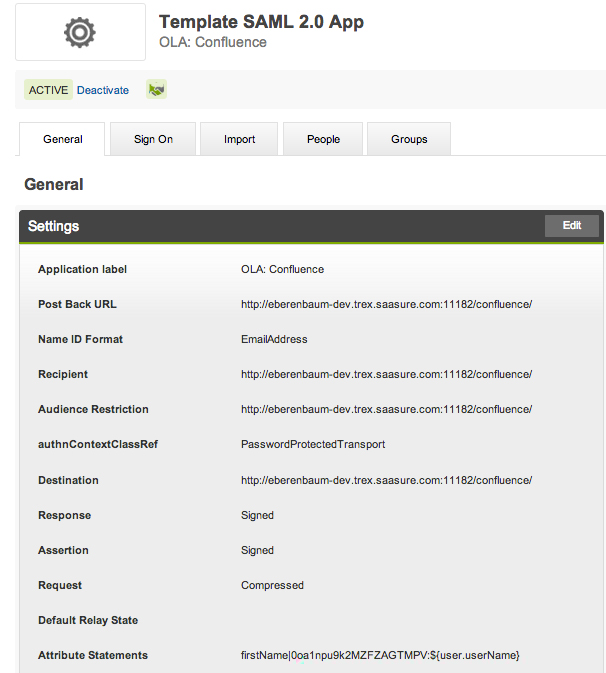 Template SAML 2.0 App
OLA: Confluence
ACTIVE Deactivate
General Sign On Import People Groups
General
Settings Edit
Application label OLA: Confluence
Post Back URL http://eberenbaum-dev.trex.saasure.com:11182/confluence/
Name ID Format EmailAddress
Recipient http://eberenbaum-dev.trex.saasure.com:11182/confluence/
Audience Restriction http://eberenbaum-dev.trex.saasure.com:11182/confluence/
authnContextClassRef PasswordProtectedTransport
Destination http://eberenbaum-dev.trex.saasure.com:11182/confluence/
Response Signed
Assertion Signed
Request Compressed
Default Relay State
Attribute Statements firstName|0oa1npu9k2MZFZAGTMPV:${user.userName}